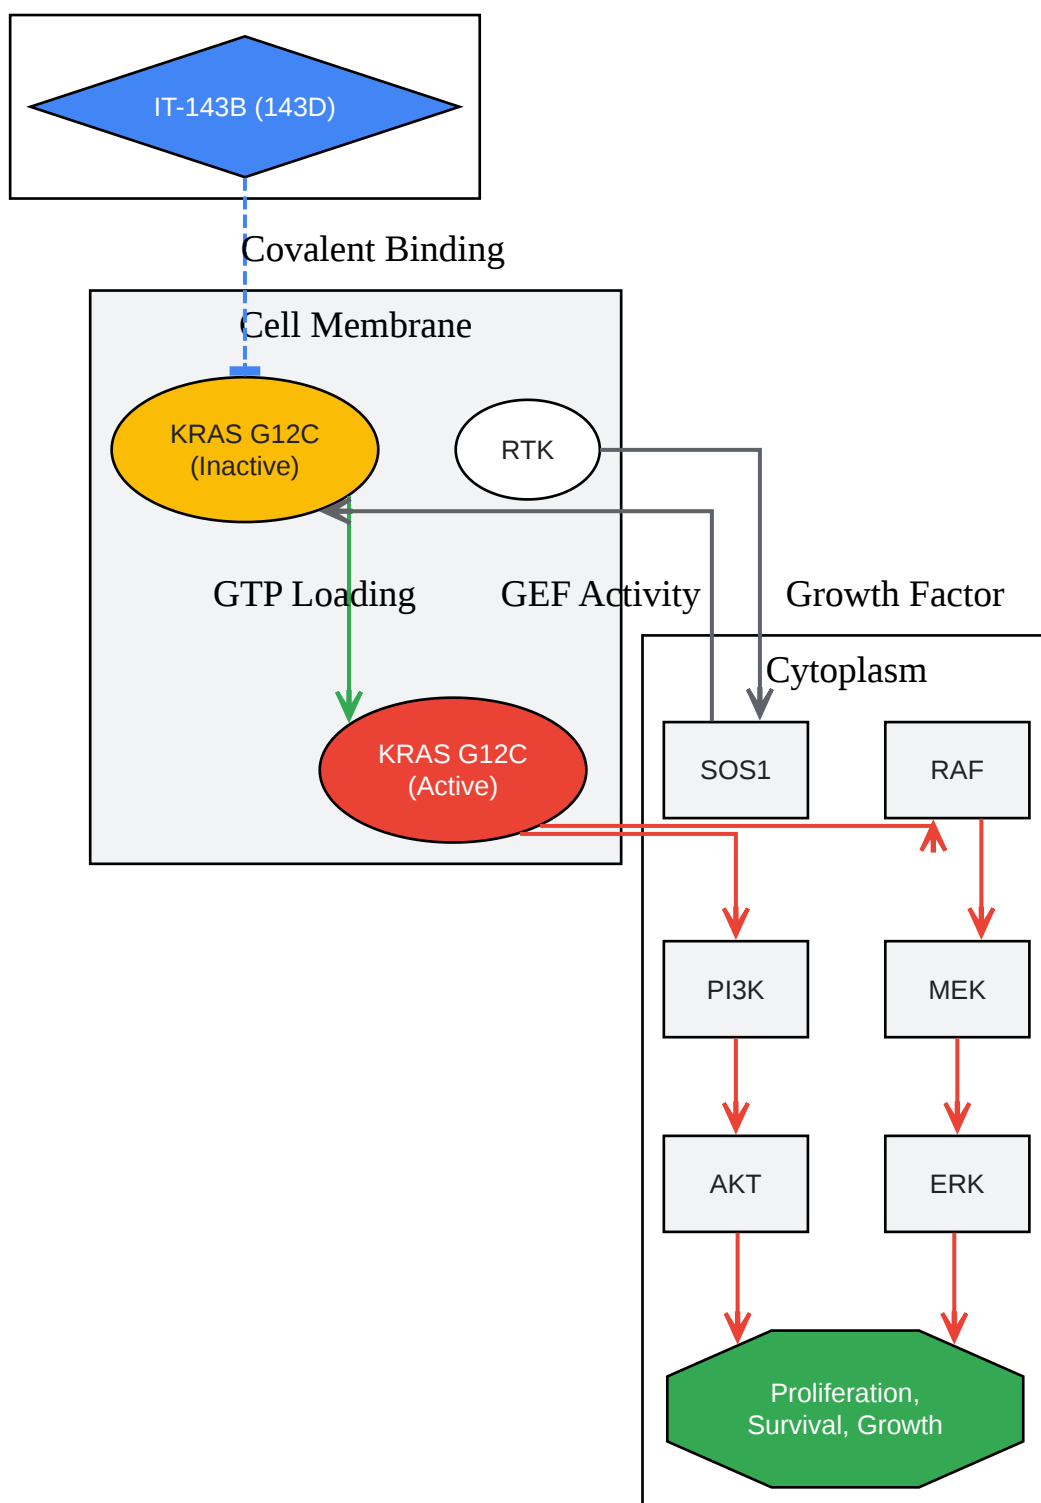 IT-143B (143D)
Covalent Binding
Cell Membrane
KRAS G12C
(Inactive)
RTK
GTP Loading
GEF Activity
Growth Factor
Cytoplasm
KRAS G12C
(Active)
SOS1
RAF
PI3K
MEK
AKT
ERK
Proliferation,
Survival, Growth